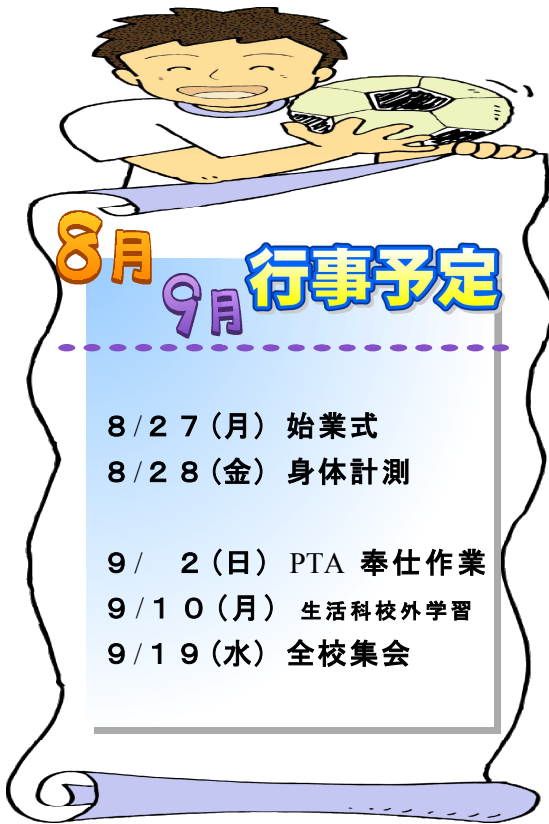 8月
9月
行事予定
8/27(月) 始業式
8/28(金) 身体計測
9/ 2(日) PTA 奉仕作業
9/10(月) 生活科校外学習
9/19(水) 全校集会